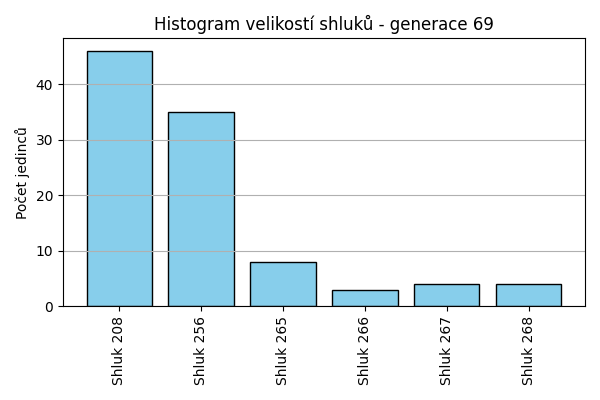 Histogram velikostí shluků - generace 69
Počet jedinců
40
30
20
10
0
Shluk 208
Shluk 256
Shluk 265
Shluk 266
Shluk 267
Shluk 268